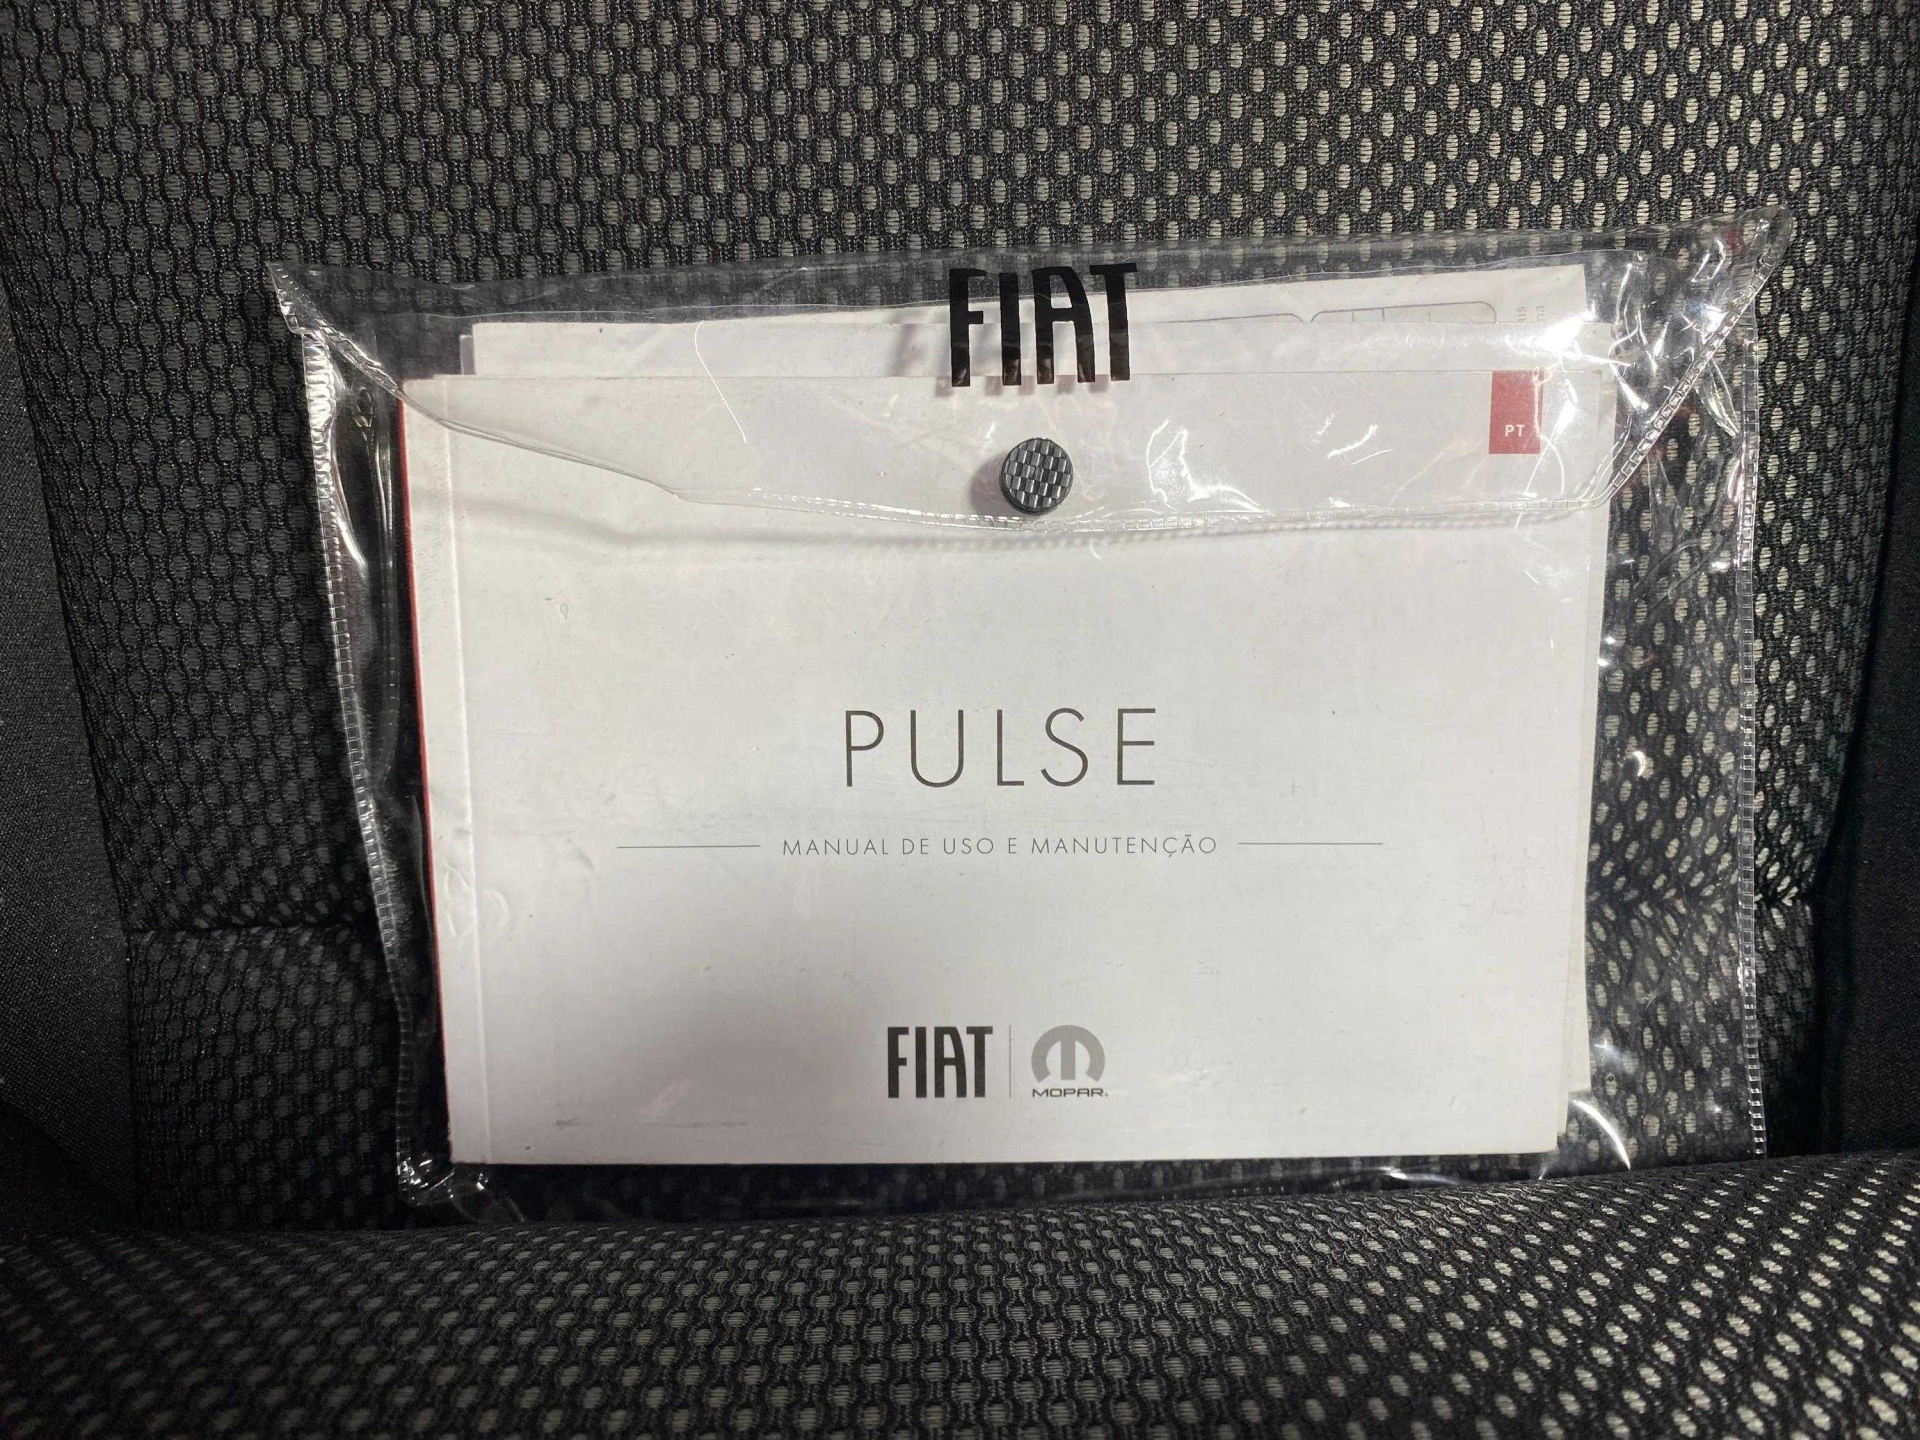 FIAT
PT
PULSE
MANUAL DE USO E MANUTENÇÃO
FIAT
MOPAR®